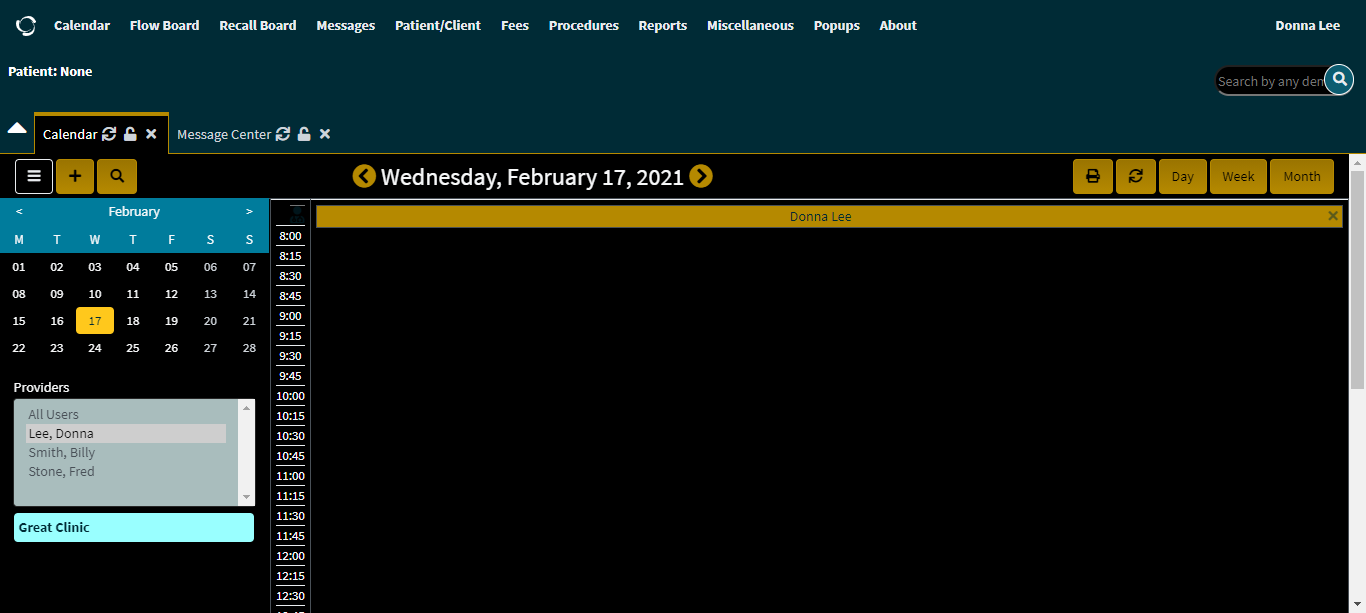 Calendar Flow Board Recall Board Messages Patient/Client Fees Procedures Reports Miscellaneous Popups About Donna Lee
Patient: None
Search by any den
Calendar Message Center
Wednesday, February 17, 2021 Day Week Month
< February >
M T W T F S S
01 02 03 04 05 06 07
08 09 10 11 12 13 14
15 16 17 18 19 20 21
22 23 24 25 26 27 28
Providers
All Users
Lee, Donna
Smith, Billy
Stone, Fred
Great Clinic
Donna Lee
8:00
8:15
8:30
8:45
9:00
9:15
9:30
9:45
10:00
10:15
10:30
10:45
11:00
11:15
11:30
11:45
12:00
12:15
12:30